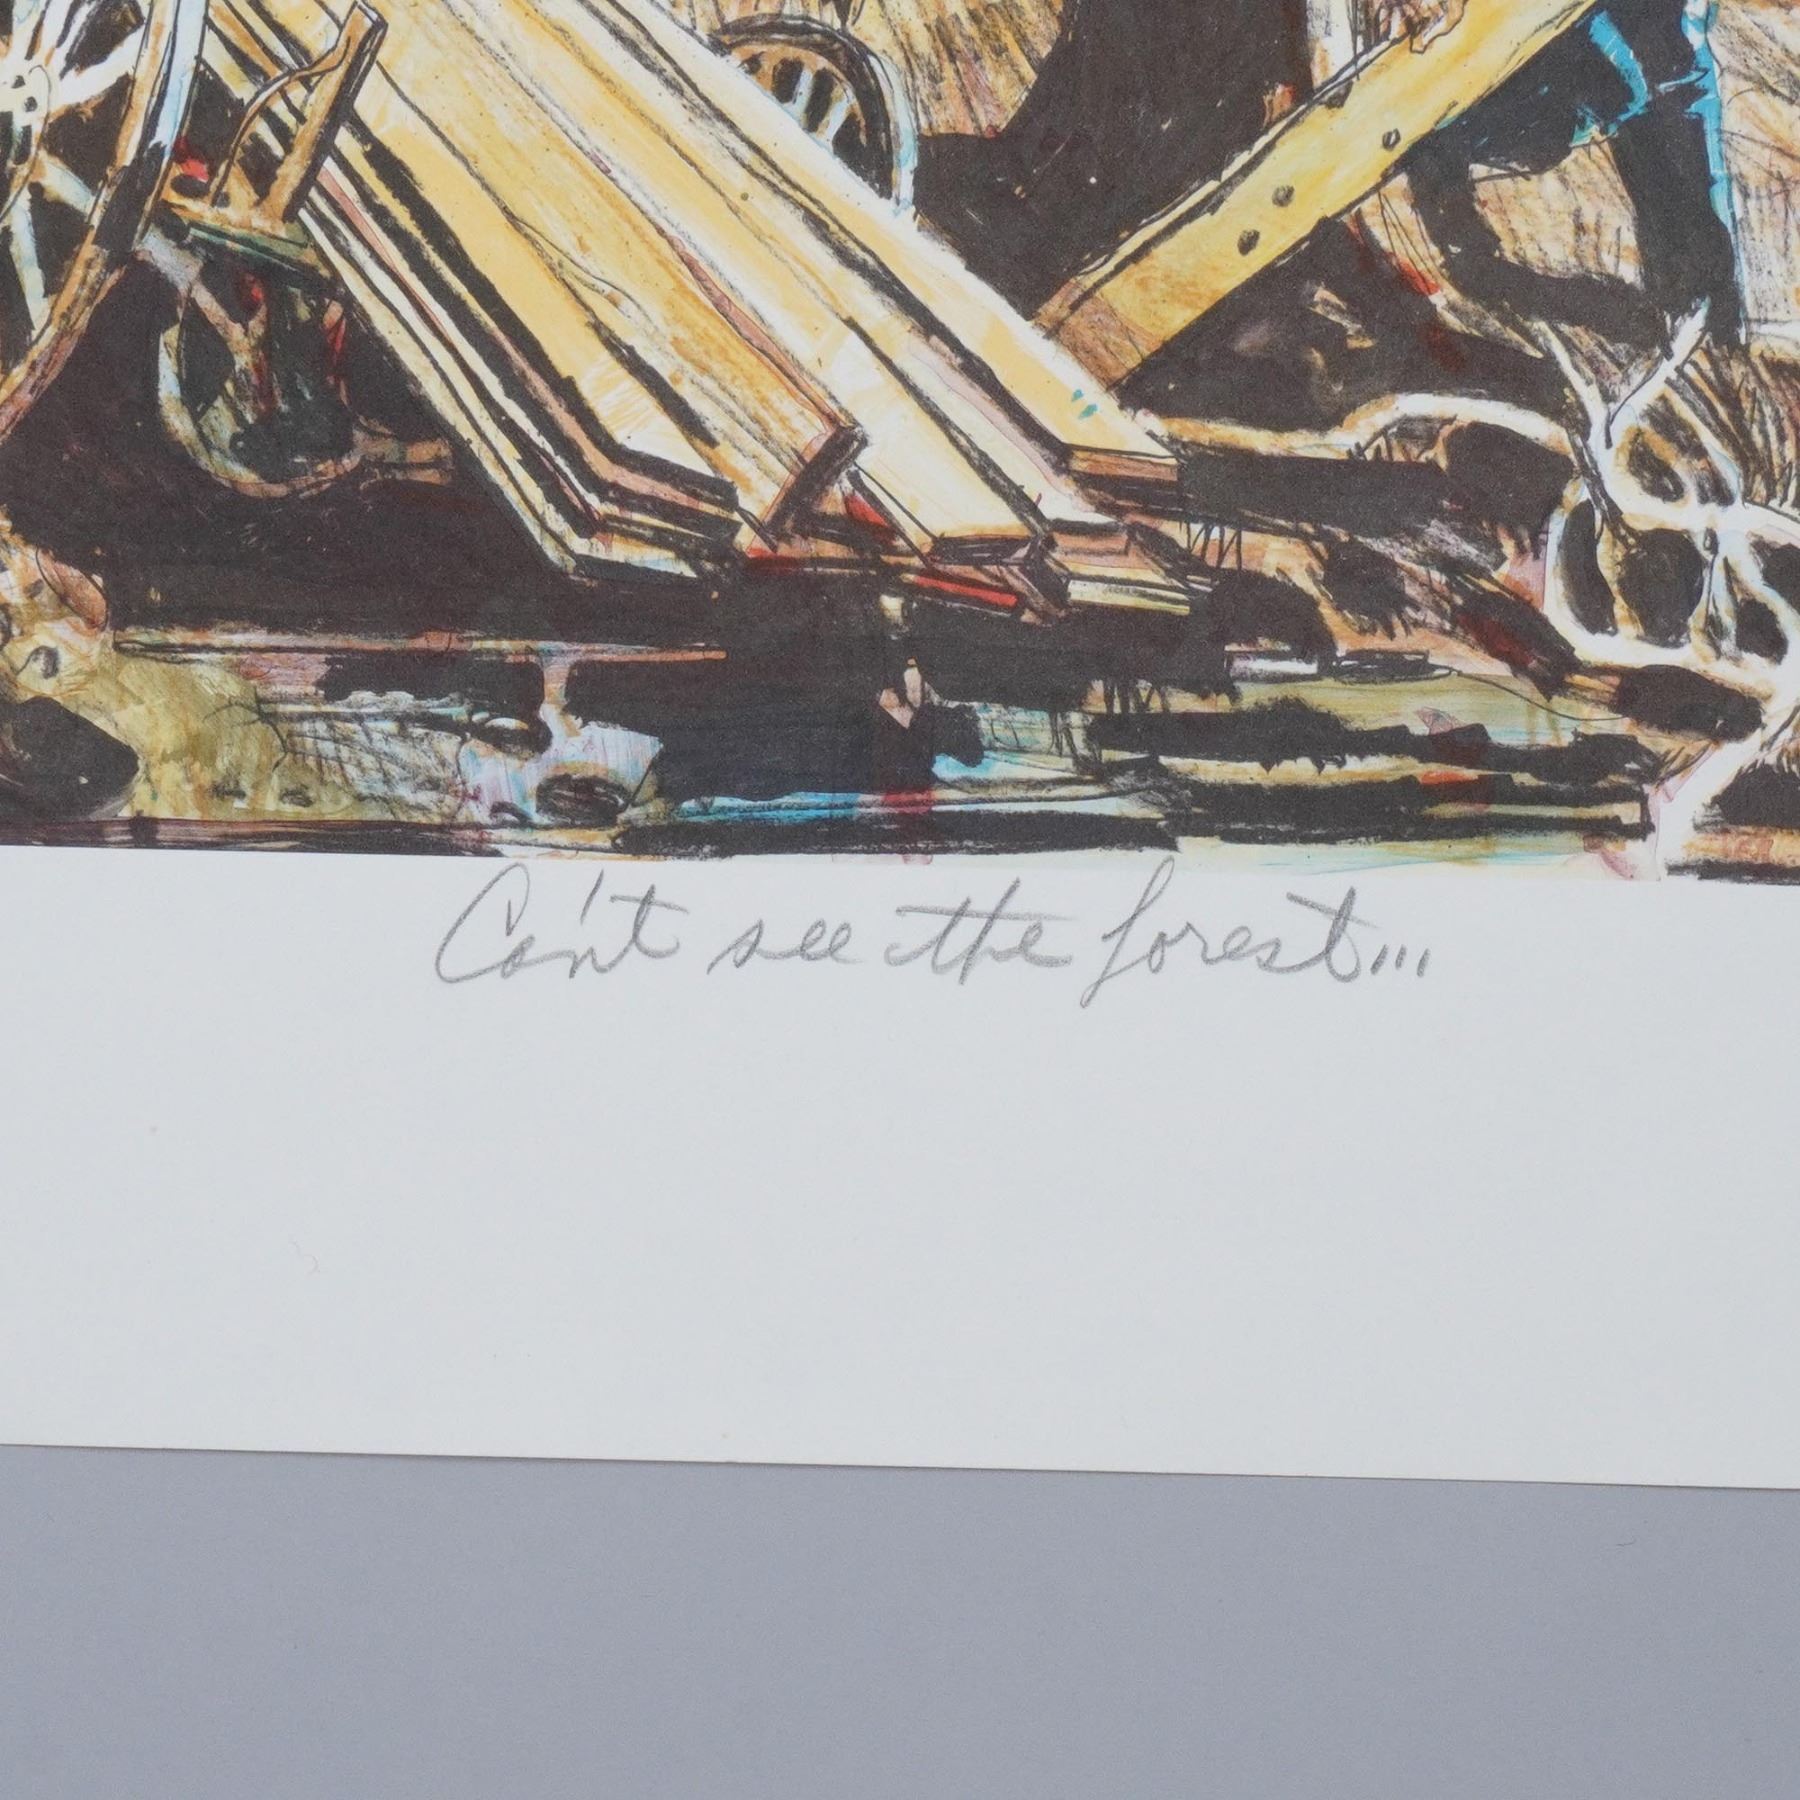 Can't see the forest...